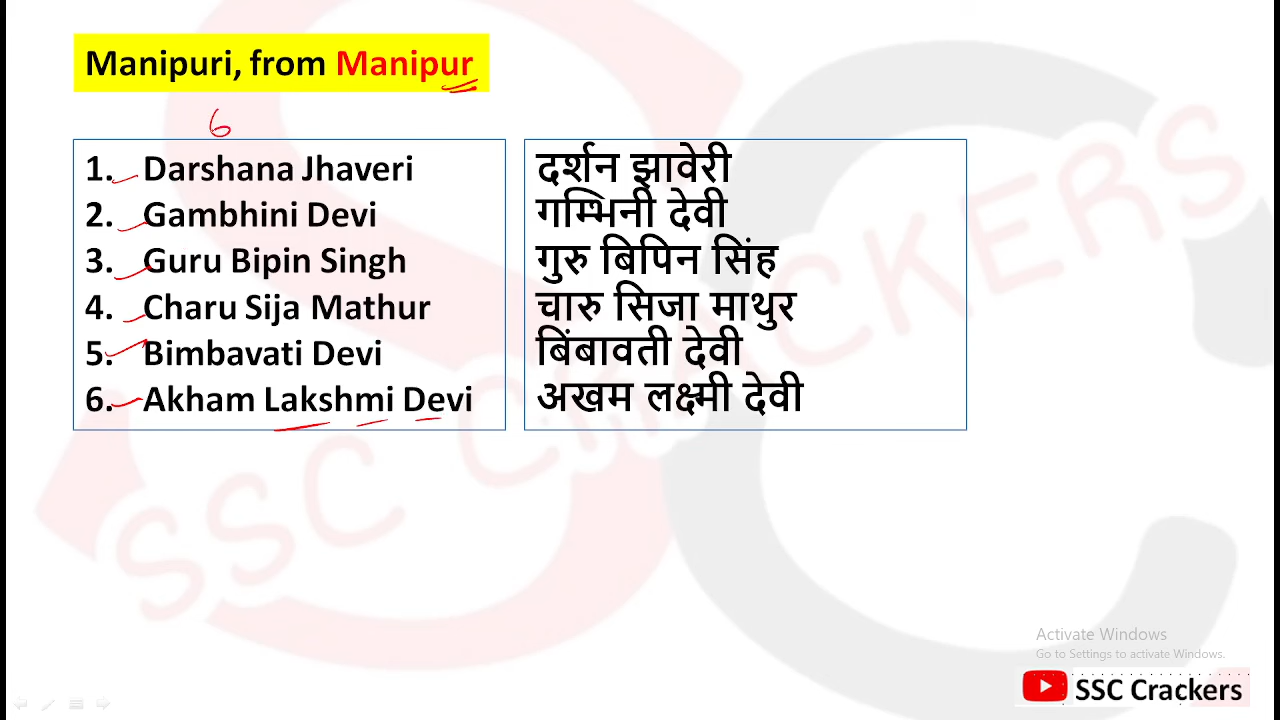 Manipuri, from Manipur
6
1. Darshana Jhaveri
2. Gambhini Devi
3. Guru Bipin Singh
4. Charu Sija Mathur
5. Bimbavati Devi
6. Akham Lakshmi Devi
दर्शन झावेरी
गम्भिनी देवी
गुरु बिपिन सिंह
चारु सिजा माथुर
बिंबावती देवी
अखम लक्ष्मी देवी
SSC CRACKERS
Activate Windows
Go to Settings to activate Windows.
SSC Crackers